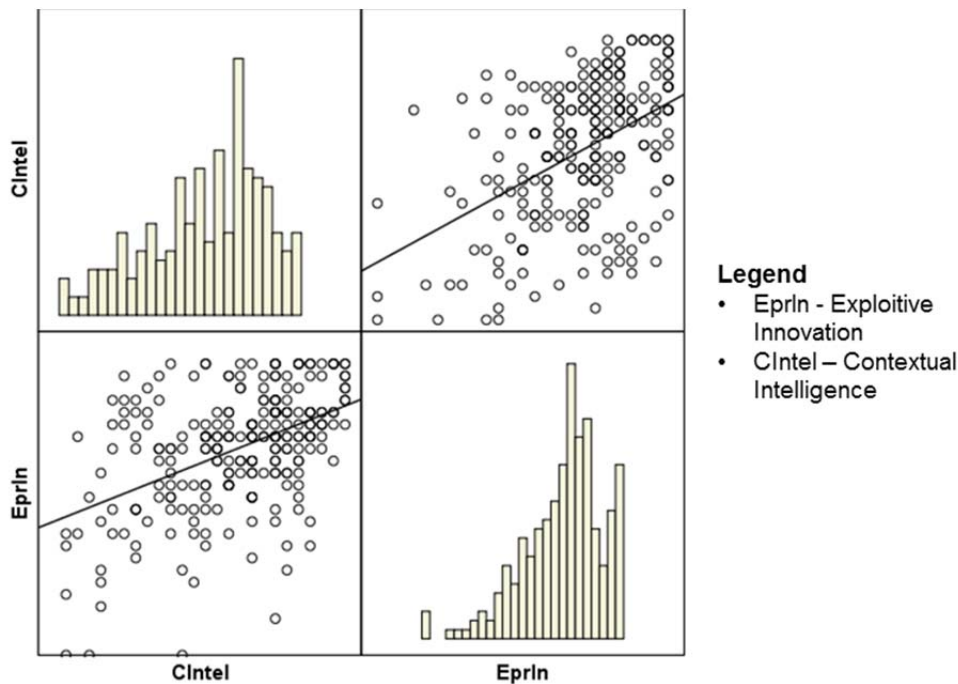 CIntel
EprIn
CIntel
EprIn
Legend
• EprIn - Exploitive
Innovation
• CIntel – Contextual
Intelligence